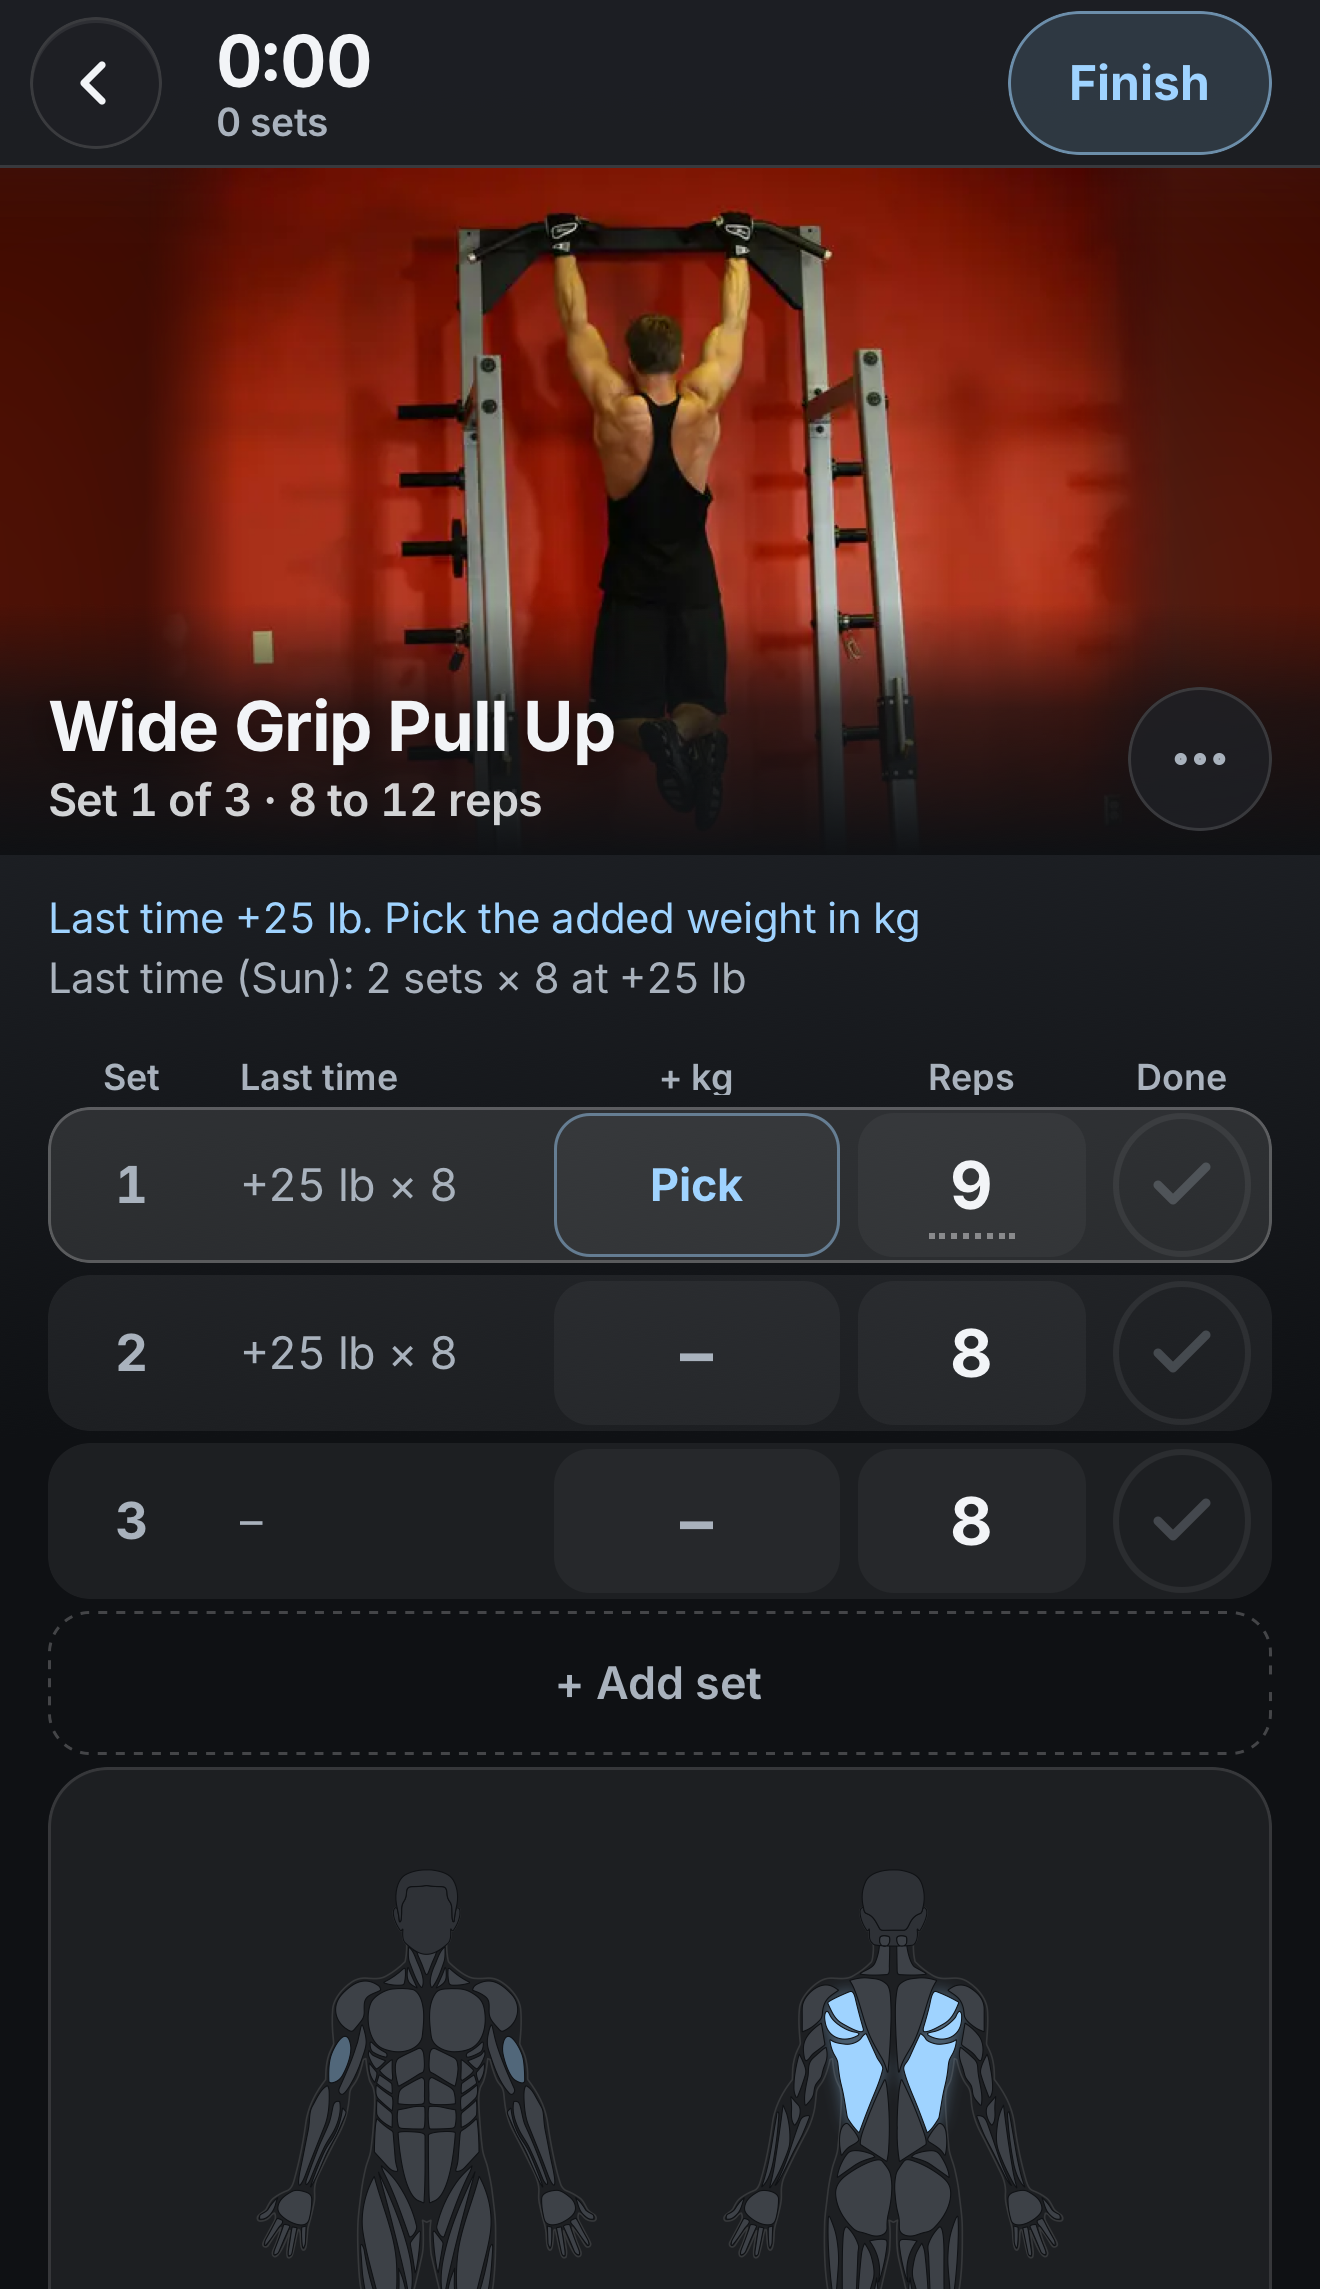 0:00
0 sets
Finish
Wide Grip Pull Up
Set 1 of 3 · 8 to 12 reps
Last time +25 lb. Pick the added weight in kg
Last time (Sun): 2 sets × 8 at +25 lb
Set Last time + kg Reps Done
1 +25 lb × 8 Pick 9
2 +25 lb × 8 – 8
3 – – 8
+ Add set